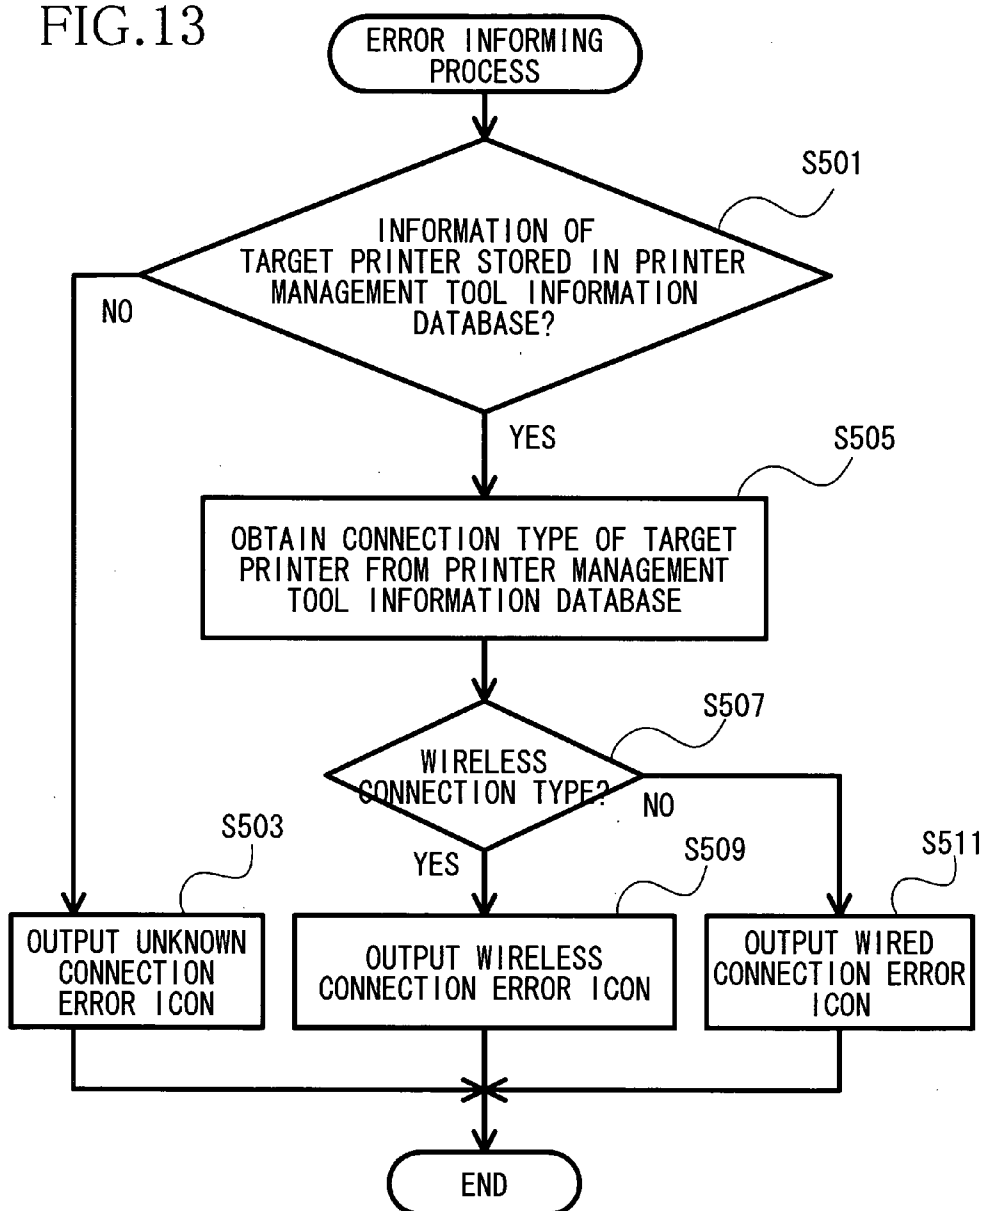 FIG.13
ERROR INFORMING
PROCESS
S501
INFORMATION OF
TARGET PRINTER STORED IN PRINTER
MANAGEMENT TOOL INFORMATION
DATABASE?
NO
YES
S505
OBTAIN CONNECTION TYPE OF TARGET
PRINTER FROM PRINTER MANAGEMENT
TOOL INFORMATION DATABASE
S507
WIRELESS
CONNECTION TYPE?
NO
YES
S503
OUTPUT UNKNOWN
CONNECTION
ERROR ICON
S509
OUTPUT WIRELESS
CONNECTION ERROR ICON
S511
OUTPUT WIRED
CONNECTION ERROR
ICON
END